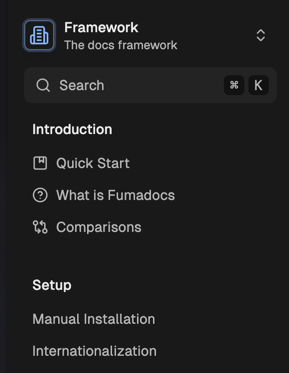 Framework
The docs framework
Search ⌘ K
Introduction
Quick Start
What is Fumadocs
Comparisons
Setup
Manual Installation
Internationalization